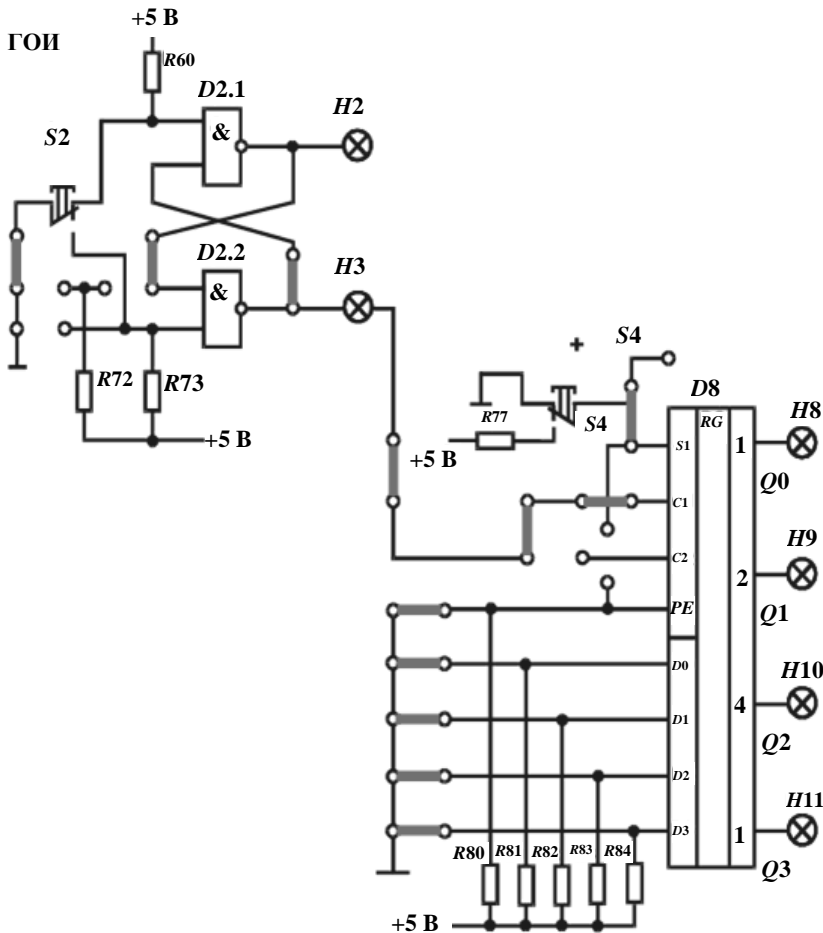 +5 В
ГОИ
R60
D2.1
H2
&
S2
D2.2
H3
&
R72
R73
+5 В
+
S4
D8
R77
S4
RG
H8
+5 В
S1
1
Q0
C1
H9
C2
2
PE
Q1
D0
H10
D1
4
Q2
D2
H11
D3
1
R80
R81
R82
R83
R84
Q3
+5 В